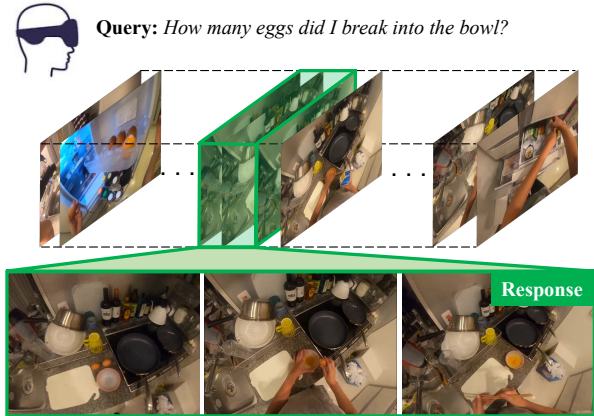 Query: How many eggs did I break into the bowl?
. . .
. . .
Response